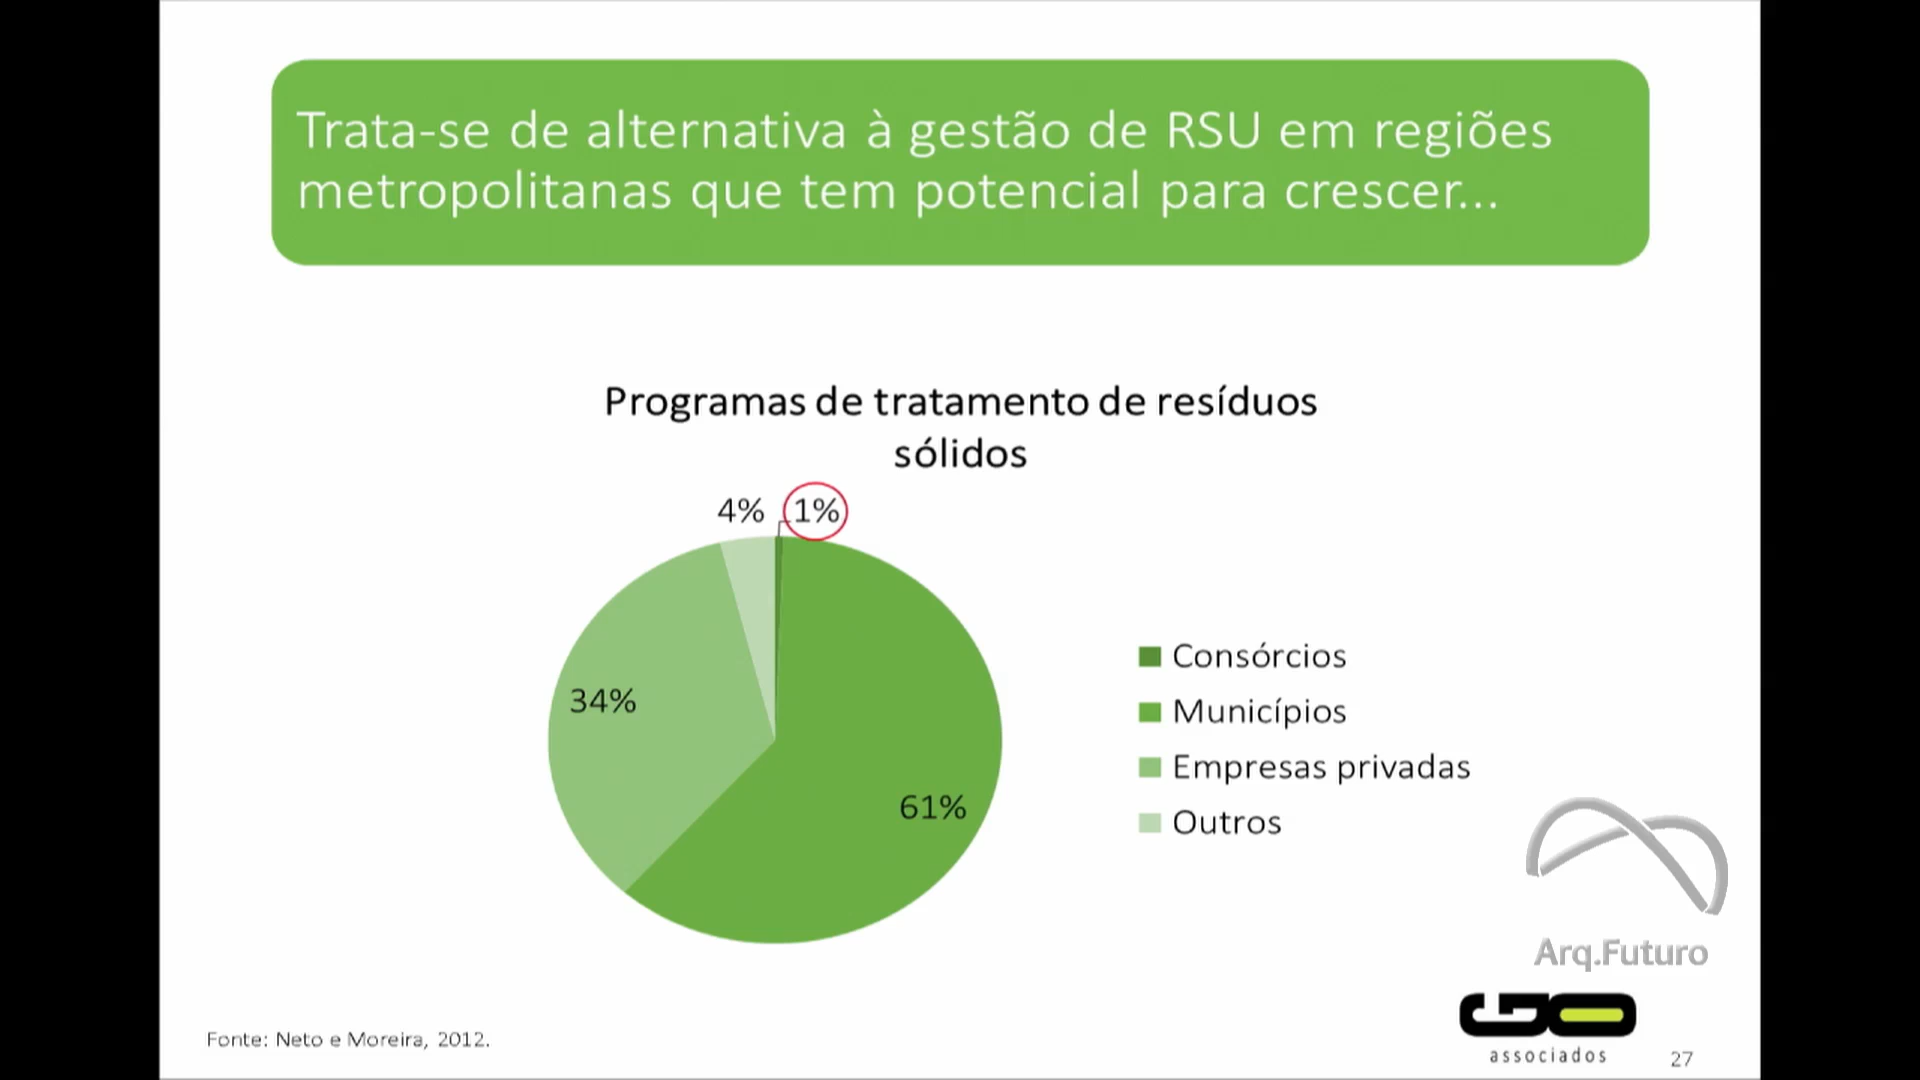 Trata-se de alternativa à gestão de RSU em regiões
metropolitanas que tem potencial para crescer...
Programas de tratamento de resíduos
sólidos
4%
1%
34%
61%
Consórcios
Municípios
Empresas privadas
Outros
Arq.Futuro
GO
associados
Fonte: Neto e Moreira, 2012.
27